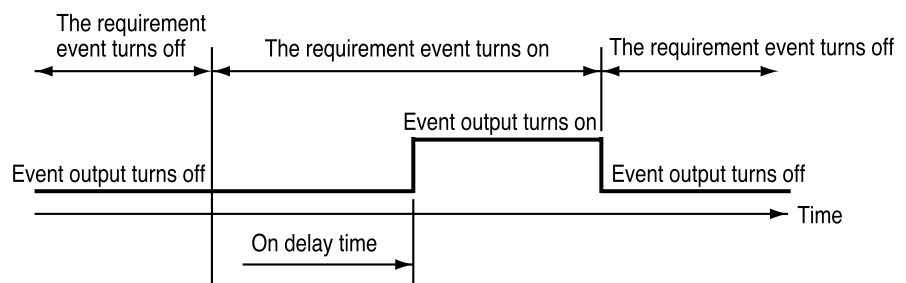 The requirement
event turns off
The requirement event turns on
The requirement event turns off
Event output turns on
Event output turns off
Event output turns off
Time
On delay time